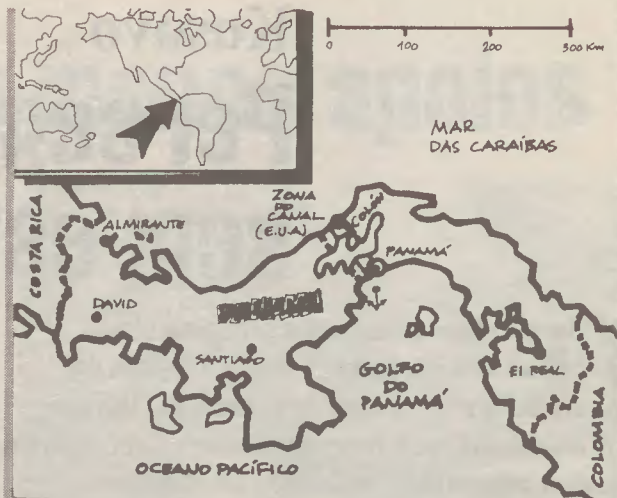 0 100 200 300 Km
MAR
DAS CARAÍBAS
ZONA
DO
CANAL
(E.U.A)
COLÓN
COSTA RICA
ALMIRANTE
PANAMÁ
DAVID
SANTIAGO
GOLFO
DO
PANAMÁ
El REAL
COLOMBIA
OCEANO PACÍFICO